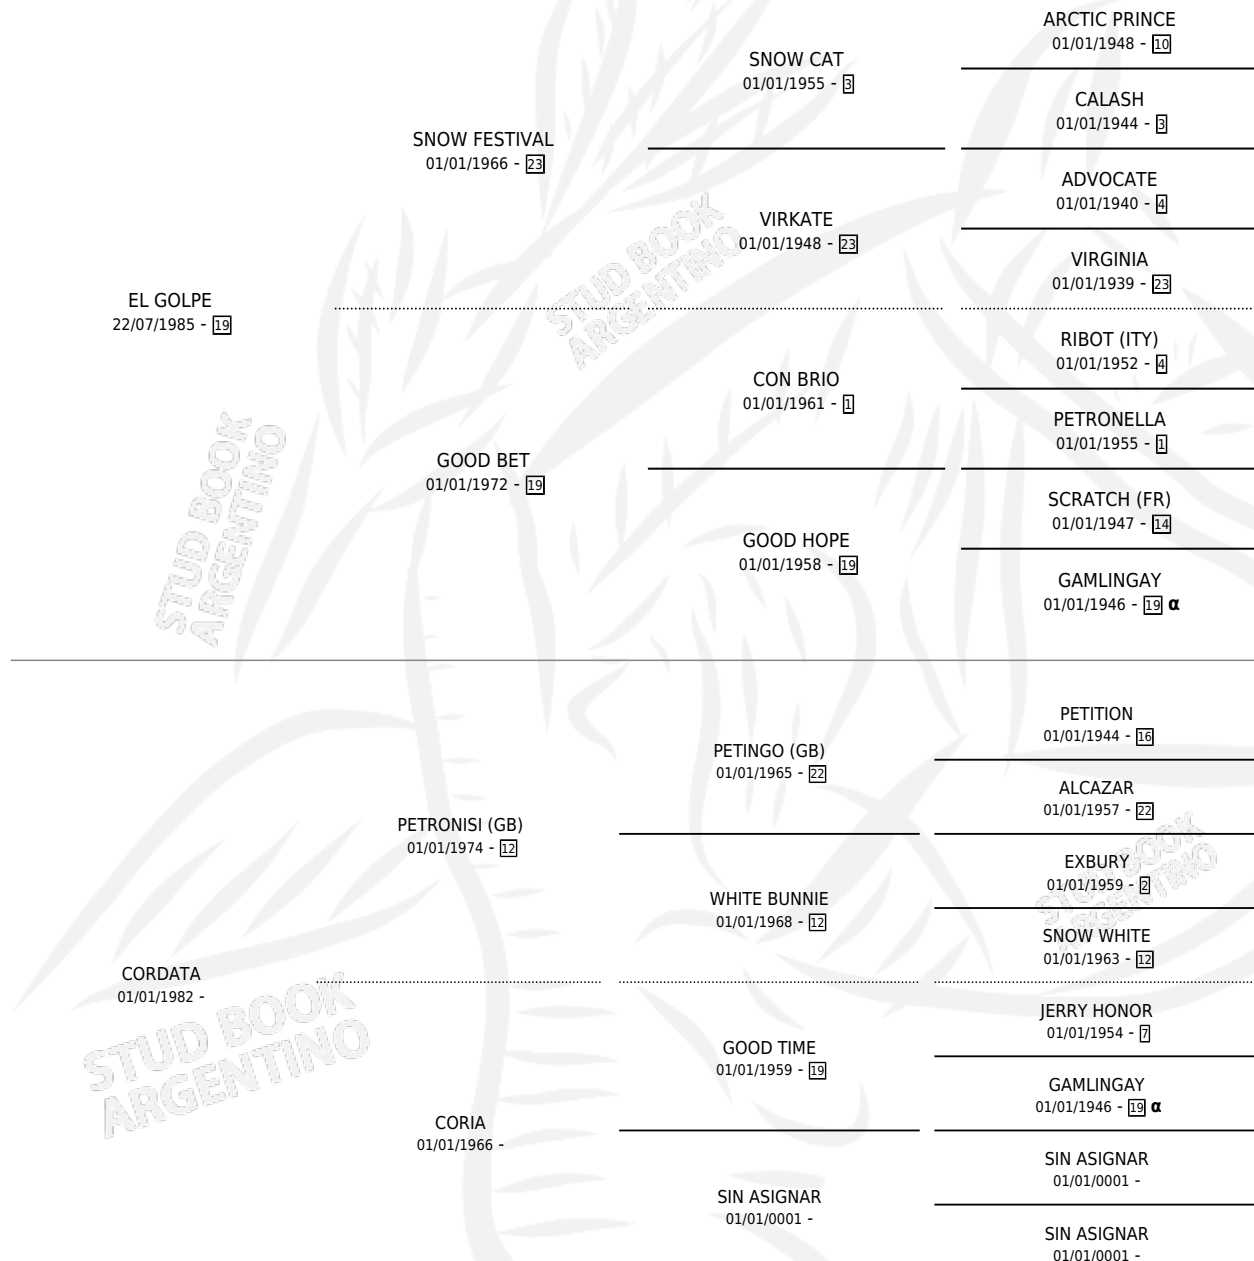 ARCTIC PRINCE
01/01/1948 - 10
SNOW CAT
01/01/1955 - 3
CALASH
01/01/1944 - 3
SNOW FESTIVAL
01/01/1966 - 23
ADVOCATE
01/01/1940 - 4
VIRKATE
01/01/1948 - 23
VIRGINIA
01/01/1939 - 23
EL GOLPE
22/07/1985 - 19
RIBOT (ITY)
01/01/1952 - 4
CON BRIO
01/01/1961 - 1
PETRONELLA
01/01/1955 - 1
GOOD BET
01/01/1972 - 19
SCRATCH (FR)
01/01/1947 - 14
GOOD HOPE
01/01/1958 - 19
GAMLINGAY
01/01/1946 - 19 α
PETITION
01/01/1944 - 16
PETINGO (GB)
01/01/1965 - 22
ALCAZAR
01/01/1957 - 22
PETRONISI (GB)
01/01/1974 - 12
EXBURY
01/01/1959 - 2
WHITE BUNNIE
01/01/1968 - 12
SNOW WHITE
01/01/1963 - 12
CORDATA
01/01/1982 -
JERRY HONOR
01/01/1954 - 7
GOOD TIME
01/01/1959 - 19
GAMLINGAY
01/01/1946 - 19 α
CORIA
01/01/1966 -
SIN ASIGNAR
01/01/0001 -
SIN ASIGNAR
01/01/0001 -
SIN ASIGNAR
01/01/0001 -
STUD BOOK
ARGENTINO
STUD BOOK
ARGENTINO
STUD BOOK
ARGENTINO
STUD BOOK
ARGENTINO